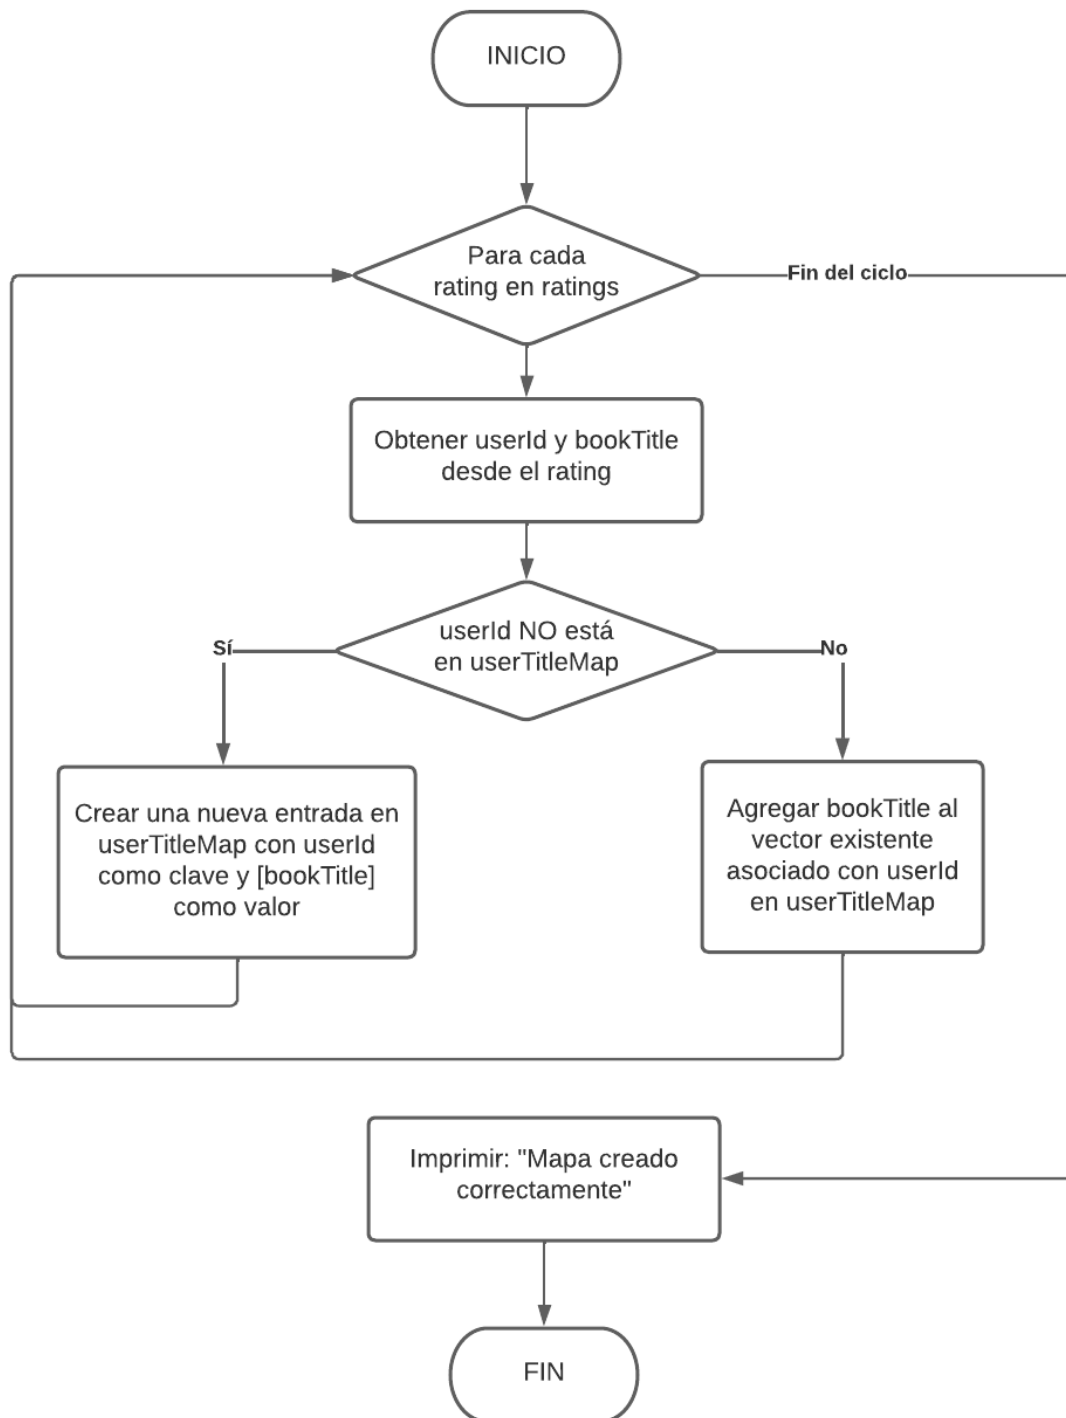 INICIO
Para cada
rating en ratings
Fin del ciclo
Obtener userId y bookTitle
desde el rating
userId NO está
en userTitleMap
Sí
No
Crear una nueva entrada en
userTitleMap con userId
como clave y [bookTitle]
como valor
Agregar bookTitle al
vector existente
asociado con userId
en userTitleMap
Imprimir: "Mapa creado
correctamente"
FIN